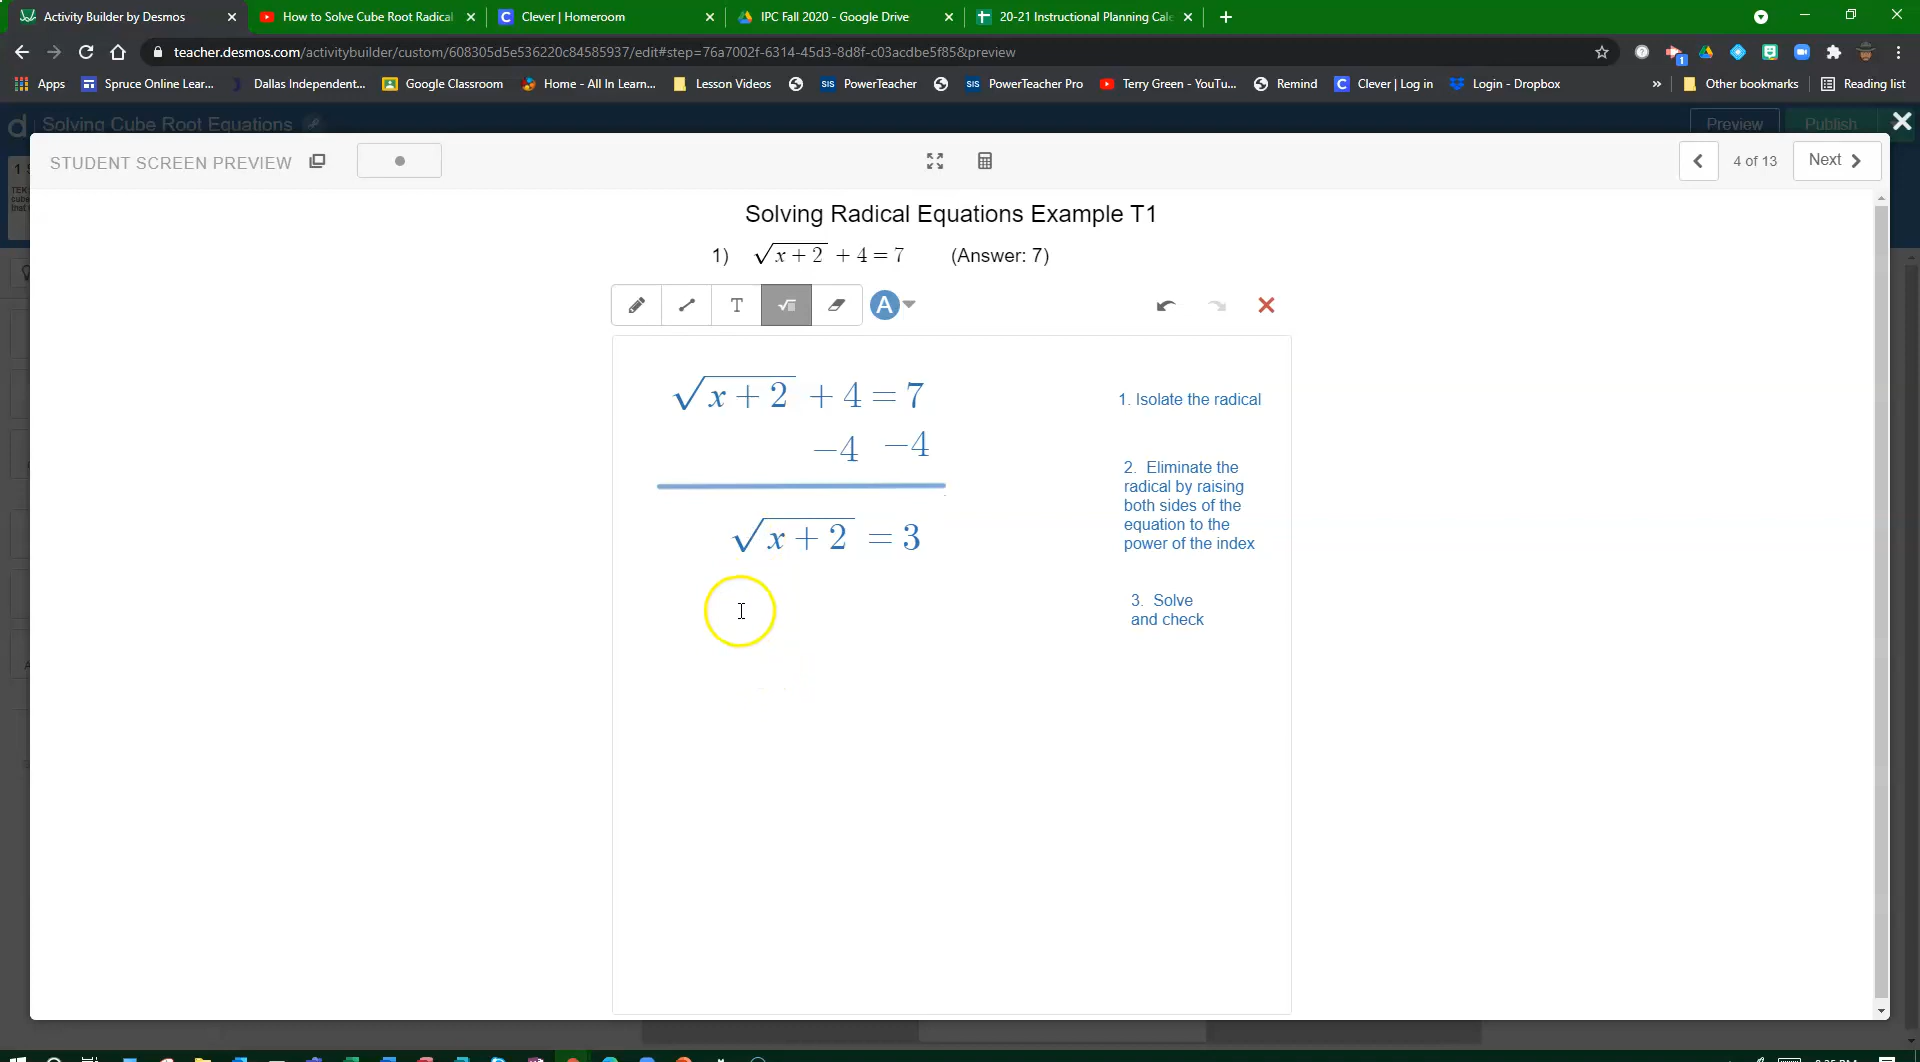 Activity Builder by Desmos
How to Solve Cube Root Radical
Clever | Homeroom
IPC Fall 2020 - Google Drive
20-21 Instructional Planning Cale
teacher.desmos.com/activitybuilder/custom/608305d5e536220c84585937/edit#step=76a7002f-6314-45d3-8d8f-c03acdbe5f85&preview
Apps
Spruce Online Lear...
Dallas Independent...
Google Classroom
Home - All In Learn...
Lesson Videos
SIS PowerTeacher
SIS PowerTeacher Pro
Terry Green - YouTu...
Remind
Clever | Log in
Login - Dropbox
»
Other bookmarks
Reading list
Solving Cube Root Equations
Preview
Publish
STUDENT SCREEN PREVIEW
4 of 13
Next
Solving Radical Equations Example T1
1) √x + 2 + 4 = 7 (Answer: 7)
T
A
√x + 2 + 4 = 7
−4 −4
√x + 2 = 3
1. Isolate the radical
2. Eliminate the
radical by raising
both sides of the
equation to the
power of the index
3. Solve
and check